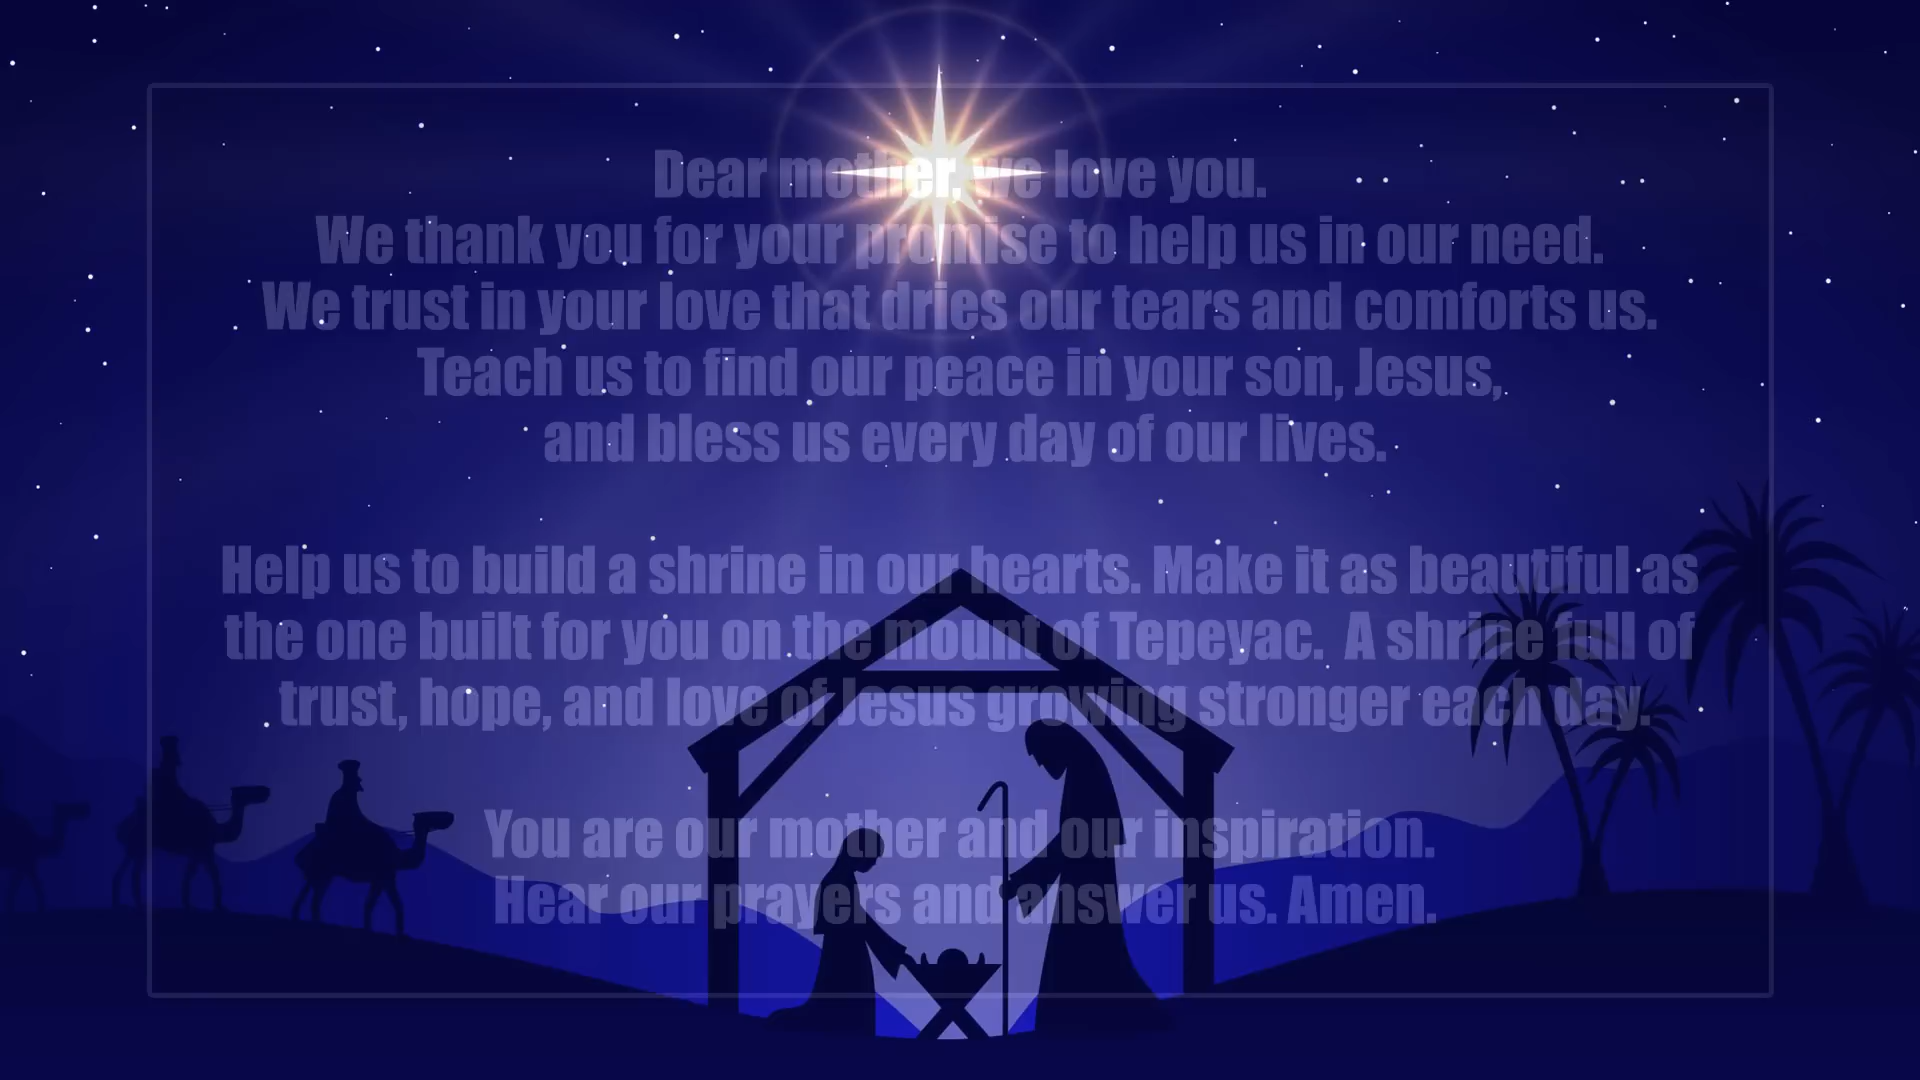 Dear mother, we love you.
We thank you for your promise to help us in our need.
We trust in your love that dries our tears and comforts us.
Teach us to find our peace in your son, Jesus,
and bless us every day of our lives.
Help us to build a shrine in our hearts. Make it as beautiful as
the one built for you on the mount of Tepeyac. A shrine full of
trust, hope, and love of Jesus growing stronger each day.
You are our mother and our inspiration.
Hear our prayers and answer us. Amen.